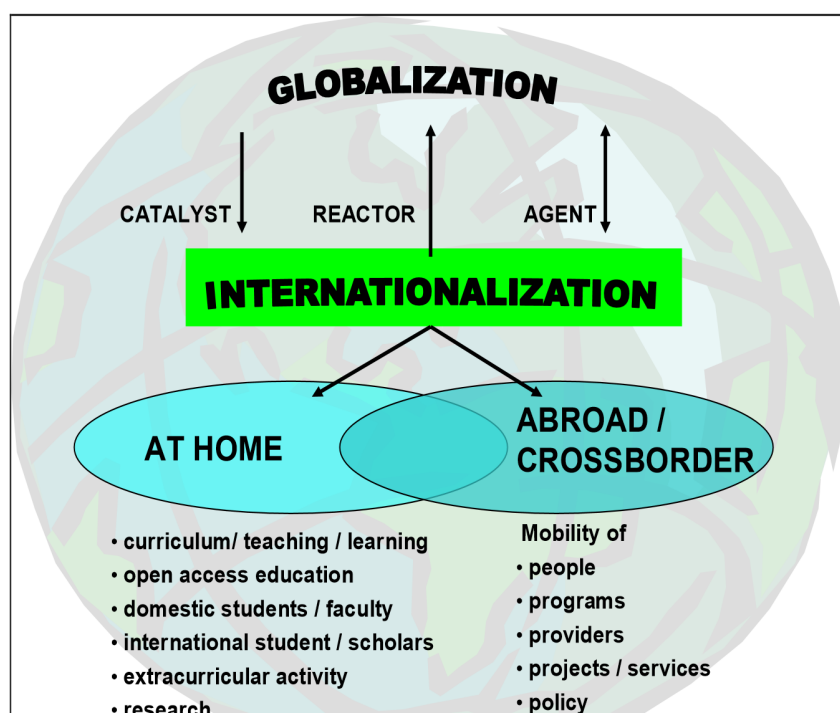 GLOBALIZATION
CATALYST
REACTOR
AGENT
INTERNATIONALIZATION
AT HOME
ABROAD /
CROSSBORDER
• curriculum/ teaching / learning
• open access education
• domestic students / faculty
• international student / scholars
• extracurricular activity
• research
Mobility of
• people
• programs
• providers
• projects / services
• policy